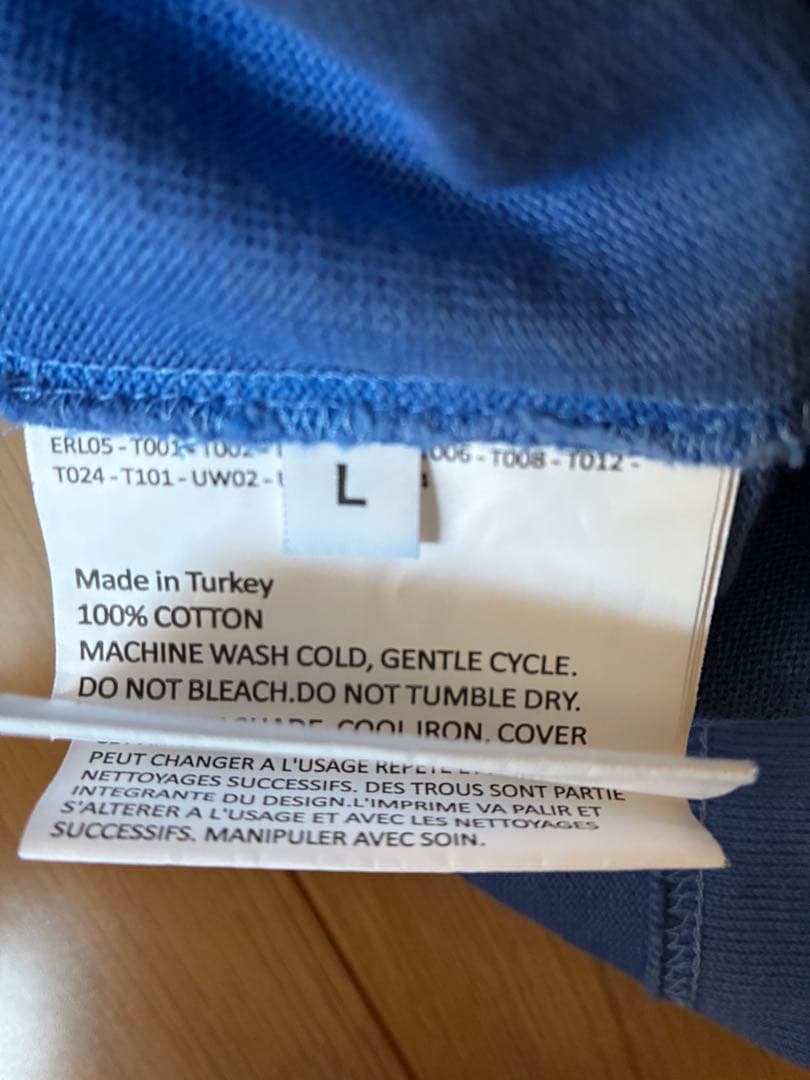 ERL05 - T001 - T002 -
006 - T008 - T012 -
T024 - T101 - UW02 -
L
Made in Turkey
100% COTTON
MACHINE WASH COLD, GENTLE CYCLE.
DO NOT BLEACH.DO NOT TUMBLE DRY.
SHADE. COOL IRON. COVER
PEUT CHANGER A L'USAGE REPETE
NETTOYAGES SUCCESSIFS. DES TROUS SONT PARTIE
INTEGRANTE DU DESIGN.L'IMPRIME VA PALIR ET
S'ALTERER A L'USAGE ET AVEC LES NETTOYAGES
SUCCESSIFS. MANIPULER AVEC SOIN.